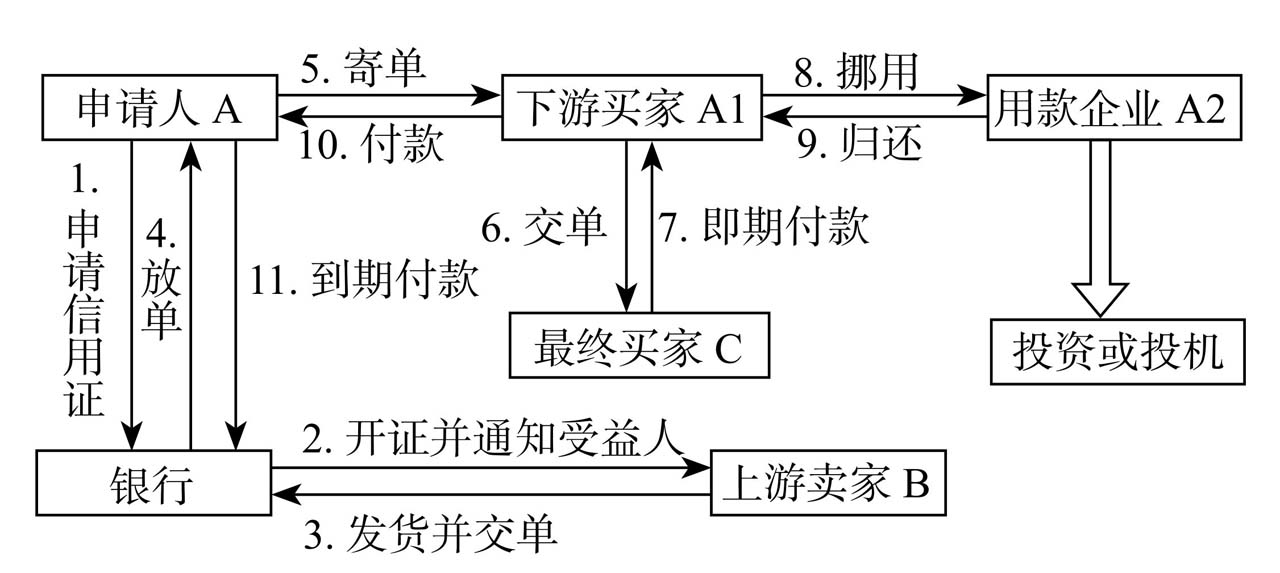 5. 寄单
8. 挪用
申请人 A
下游买家 A1
用款企业 A2
10. 付款
9. 归还
1. 申请信用证
4. 放单
11. 到期付款
6. 交单
7. 即期付款
最终买家 C
投资或投机
2. 开证并通知受益人
银行
上游卖家 B
3. 发货并交单